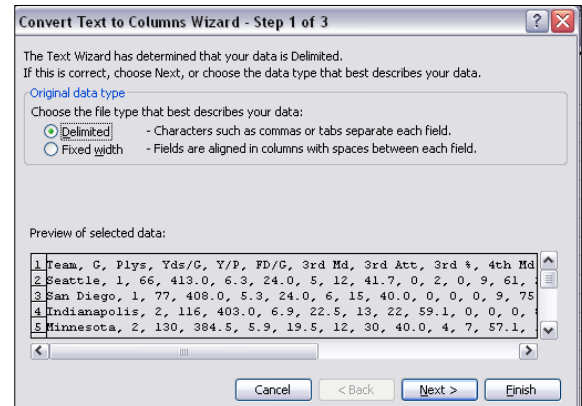 Convert Text to Columns Wizard - Step 1 of 3
The Text Wizard has determined that your data is Delimited.
If this is correct, choose Next, or choose the data type that best describes your data.
Original data type
Choose the file type that best describes your data:
Delimited - Characters such as commas or tabs separate each field.
Fixed width - Fields are aligned in columns with spaces between each field.
Preview of selected data:
1 Team, G, Plys, Yds/G, Y/P, FD/G, 3rd Md, 3rd Att, 3rd %, 4th Md
2 Seattle, 1, 66, 413.0, 6.3, 24.0, 5, 12, 41.7, 0, 2, 0, 9, 61,
3 San Diego, 1, 77, 408.0, 5.3, 24.0, 6, 15, 40.0, 0, 0, 0, 9, 75
4 Indianapolis, 2, 116, 403.0, 6.9, 22.5, 13, 22, 59.1, 0, 0, 0,
5 Minnesota, 2, 130, 384.5, 5.9, 19.5, 12, 30, 40.0, 4, 7, 57.1,
Cancel < Back Next > Finish